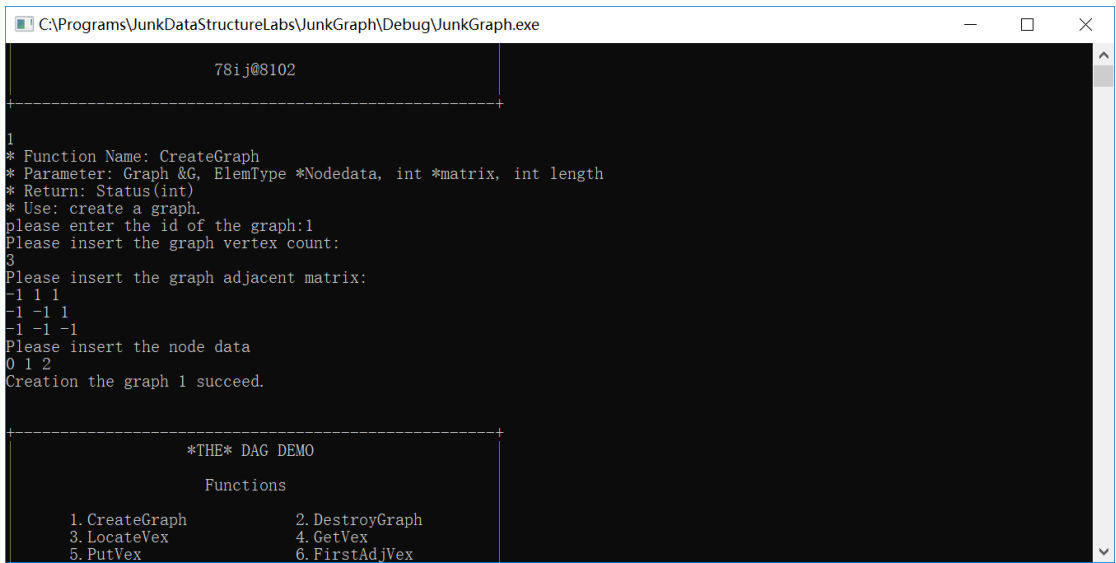 C:\Programs\JunkDataStructureLabs\JunkGraph\Debug\JunkGraph.exe
78ij@8102
+-----------------------------------------------------+
1
* Function Name: CreateGraph
* Parameter: Graph &G, ElemType *Nodedata, int *matrix, int length
* Return: Status(int)
* Use: create a graph.
please enter the id of the graph:1
Please insert the graph vertex count:
3
Please insert the graph adjacent matrix:
-1 1 1
-1 -1 1
-1 -1 -1
Please insert the node data
0 1 2
Creation the graph 1 succeed.
+-----------------------------------------------------+
*THE* DAG DEMO
Functions
1.CreateGraph 2.DestroyGraph
3.LocateVex 4.GetVex
5.PutVex 6.FirstAdjVex